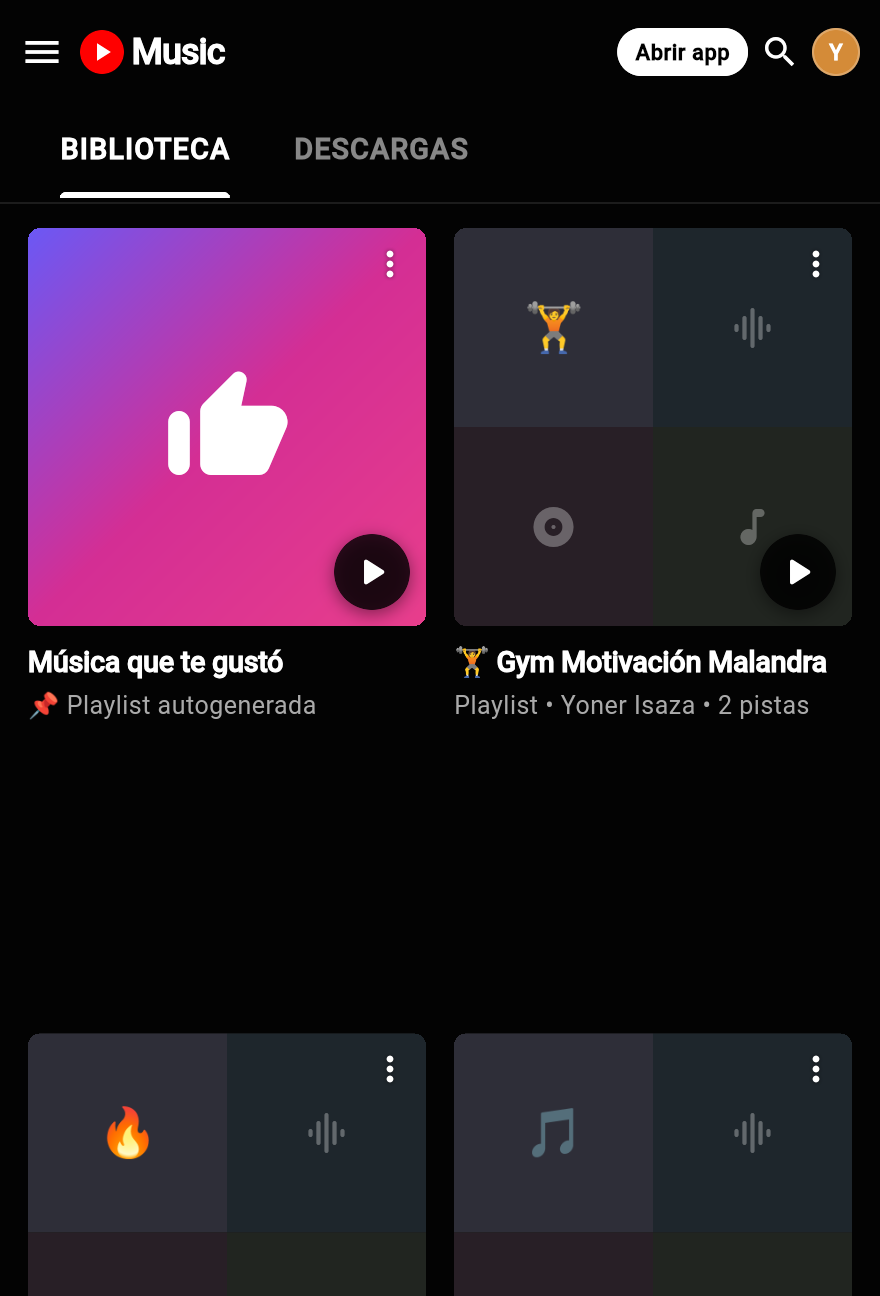 Music
Abrir app
Y
BIBLIOTECA
DESCARGAS
Música que te gustó
📌 Playlist autogenerada
🏋️ Gym Motivación Malandra
Playlist • Yoner Isaza • 2 pistas